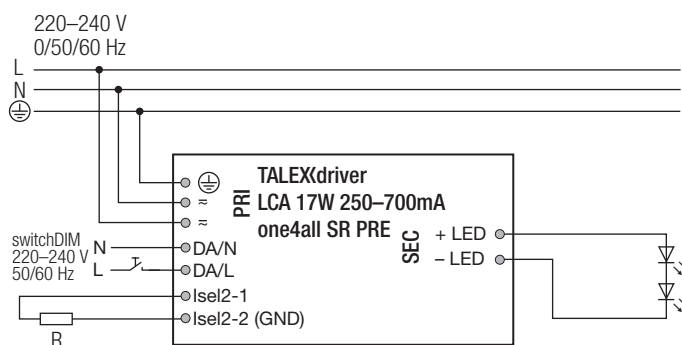 220–240 V
0/50/60 Hz
L
N
TALEXXdriver
LCA 17W 250–700mA
one4all SR PRE
PRI
≂
≂
SEC
+ LED
– LED
switchDIM
220–240 V
50/60 Hz
N
L
DA/N
DA/L
Isel2-1
Isel2-2 (GND)
R